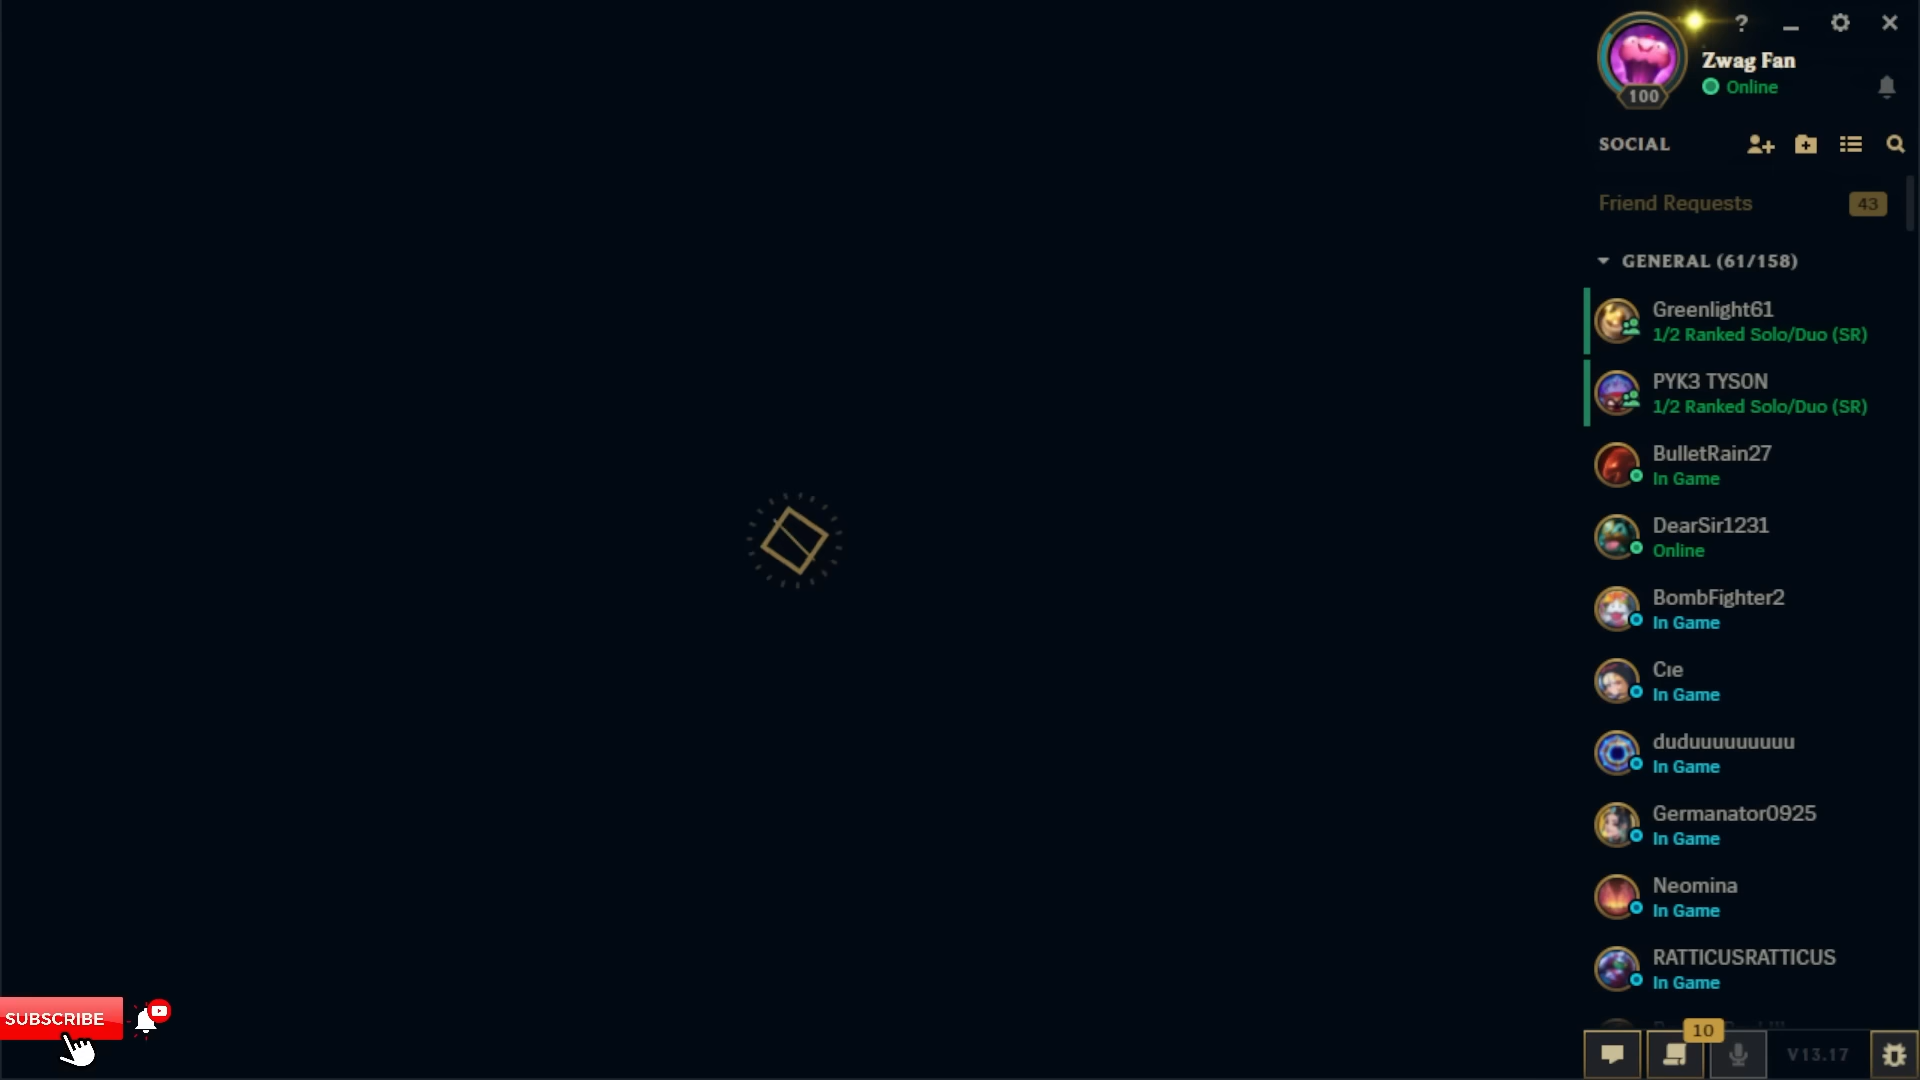 ?
Zwag Fan
Online
100
SOCIAL
Friend Requests
43
GENERAL (61/158)
Greenlight61
1/2 Ranked Solo/Duo (SR)
PYK3 TYSON
1/2 Ranked Solo/Duo (SR)
BulletRain27
In Game
DearSir1231
Online
BombFighter2
In Game
Cıe
In Game
duduuuuuuuuu
In Game
Germanator0925
In Game
Neomina
In Game
RATTICUSRATTICUS
In Game
10
V13.17
SUBSCRIBE